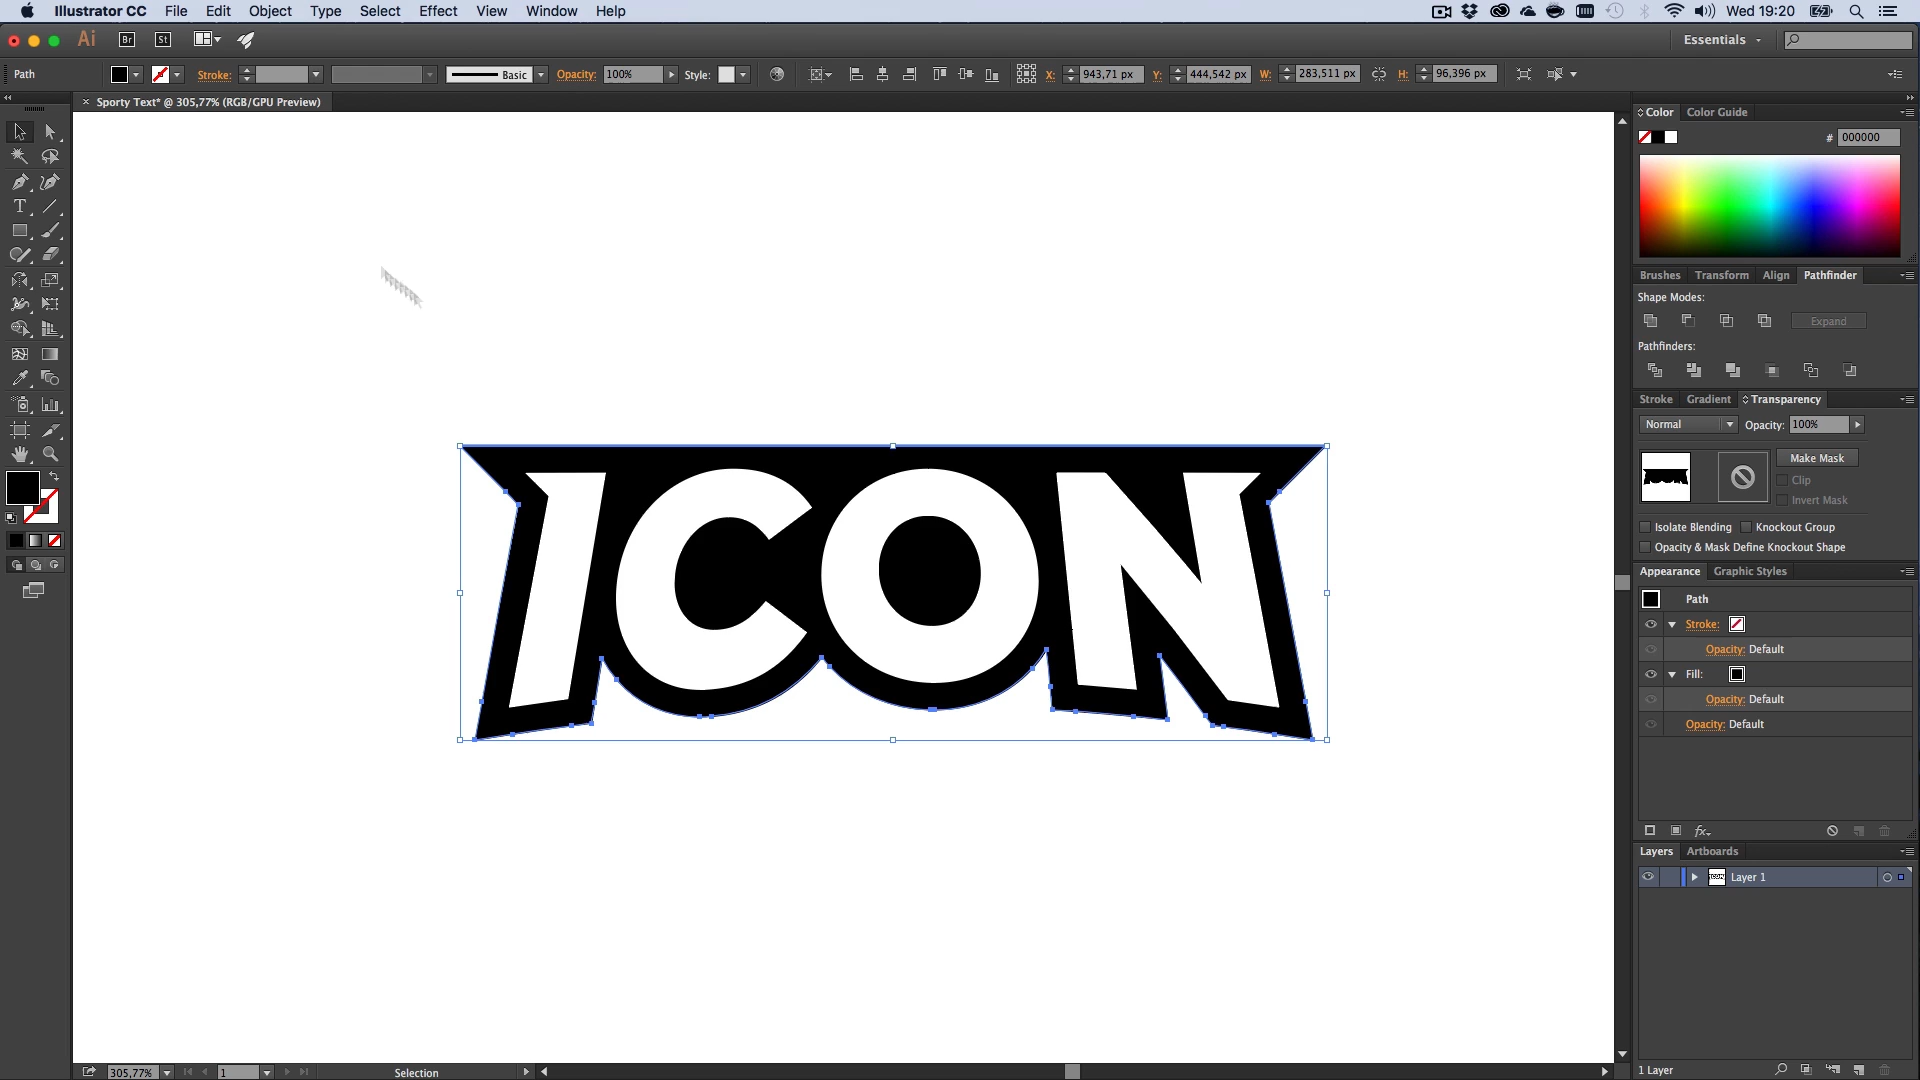 Illustrator CC File Edit Object Type Select Effect View Window Help Wed 19:20
Ai Br St Essentials
Path Stroke: Basic Opacity: 100% Style: X: 943,71 px Y: 444,542 px W: 283,511 px H: 96,396 px
× Sporty Text* @ 305,77% (RGB/GPU Preview)
Color Color Guide
# 000000
Brushes Transform Align Pathfinder
Shape Modes:
Expand
Pathfinders:
Stroke Gradient Transparency
Normal Opacity: 100%
Make Mask
Clip
Invert Mask
Isolate Blending Knockout Group
Opacity & Mask Define Knockout Shape
Appearance Graphic Styles
Path
Stroke:
Opacity: Default
Fill:
Opacity: Default
Opacity: Default
fx
Layers Artboards
Layer 1
1 Layer
ICON
T
305,77% 1 Selection